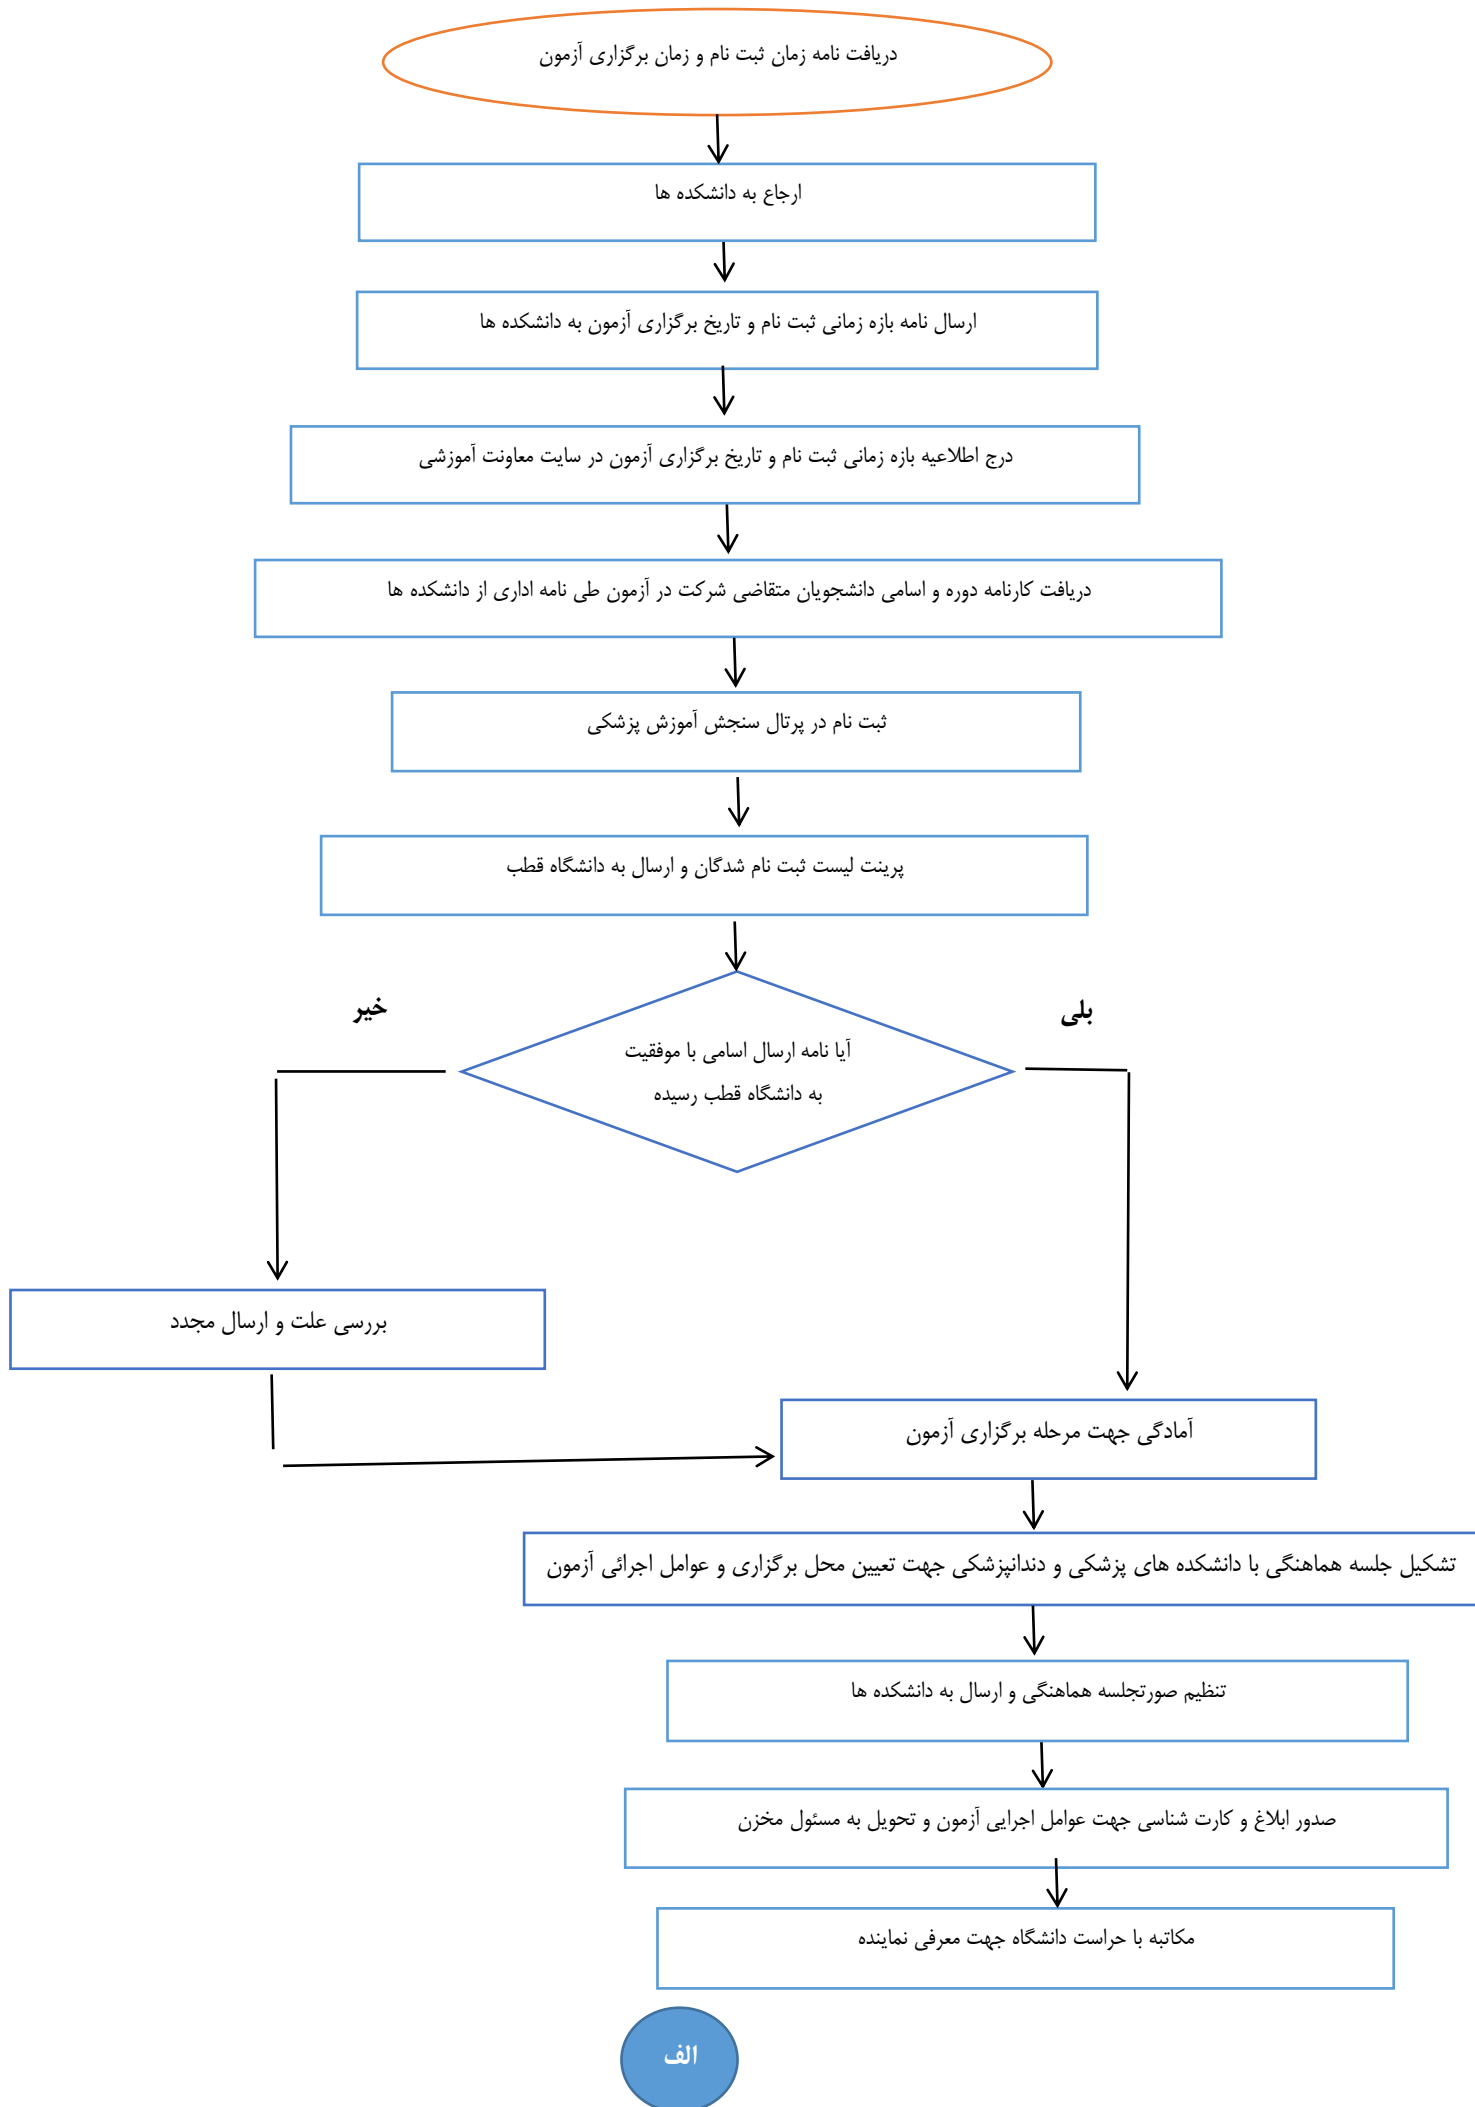 دریافت نامه زمان ثبت نام و زمان برگزاری آزمون
ارجاع به دانشکده ها
ارسال نامه بازه زمانی ثبت نام و تاریخ برگزاری آزمون به دانشکده ها
درج اطلاعیه بازه زمانی ثبت نام و تاریخ برگزاری آزمون در سایت معاونت آموزشی
دریافت کارنامه دوره و اسامی دانشجویان متقاضی شرکت در آزمون طی نامه اداری از دانشکده ها
ثبت نام در پرتال سنجش آموزش پزشکی
پرینت لیست ثبت نام شدگان و ارسال به دانشگاه قطب
بلی
خیر
آیا نامه ارسال اسامی با موفقیت
به دانشگاه قطب رسیده
بررسی علت و ارسال مجدد
آمادگی جهت مرحله برگزاری آزمون
تشکیل جلسه هماهنگی با دانشکده های پزشکی و دندانپزشکی جهت تعیین محل برگزاری و عوامل اجرائی آزمون
تنظیم صورتجلسه هماهنگی و ارسال به دانشکده ها
صدور ابلاغ و کارت شناسی جهت عوامل اجرایی آزمون و تحویل به مسئول مخزن
مکاتبه با حراست دانشگاه جهت معرفی نماینده
الف